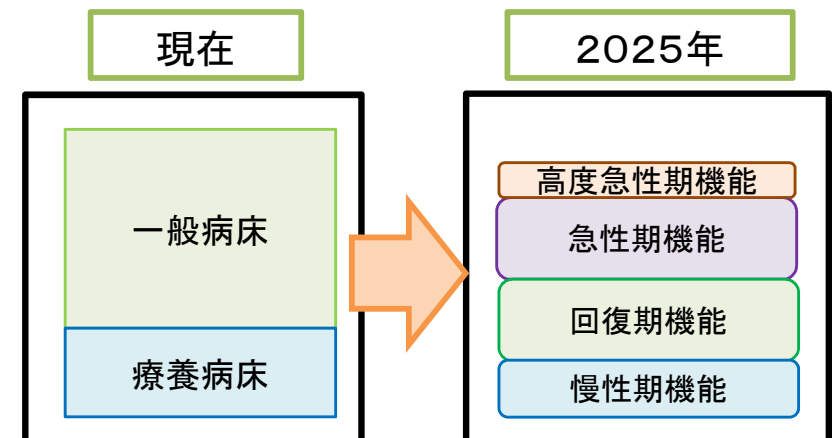 現在
２０２５年
一般病床
療養病床
高度急性期機能
急性期機能
回復期機能
慢性期機能